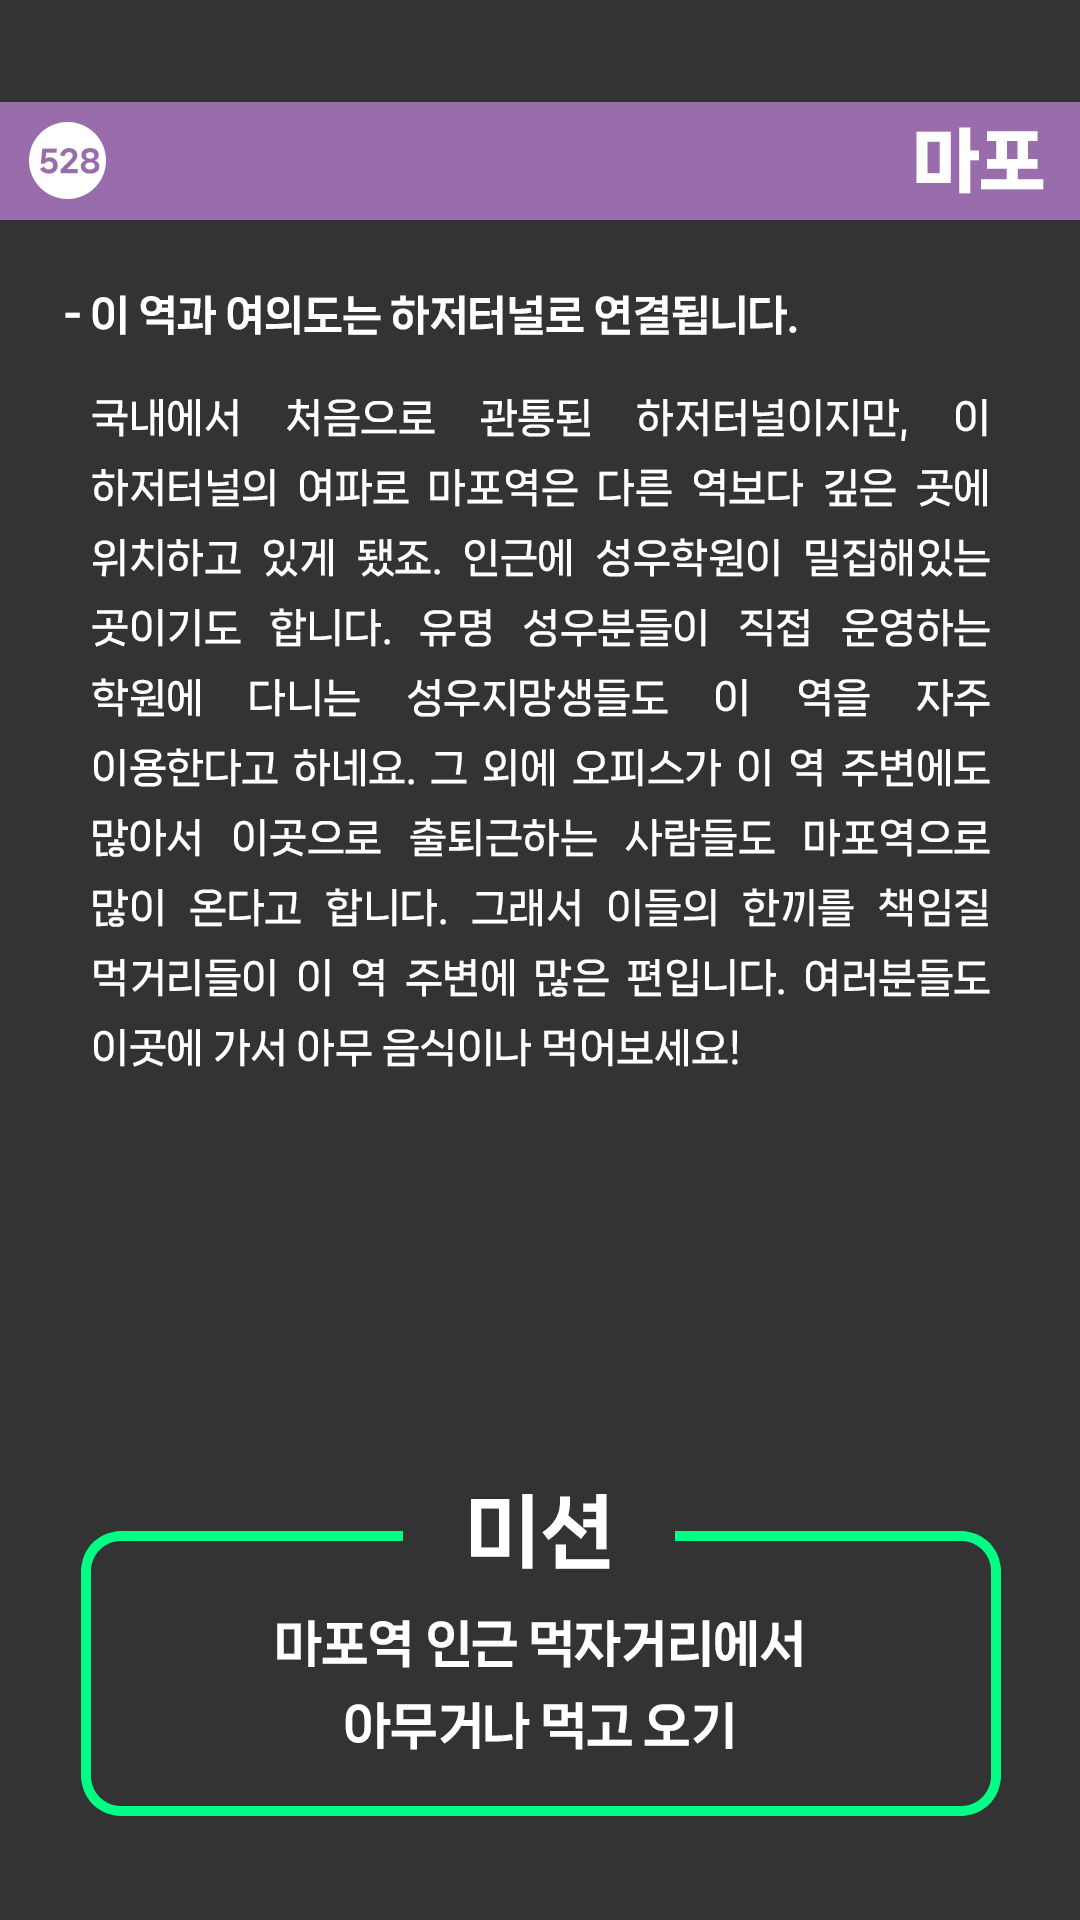 528
마포
- 이 역과 여의도는 하저터널로 연결됩니다.
국내에서 처음으로 관통된 하저터널이지만, 이
하저터널의 여파로 마포역은 다른 역보다 깊은 곳에
위치하고 있게 됐죠. 인근에 성우학원이 밀집해있는
곳이기도 합니다. 유명 성우분들이 직접 운영하는
학원에 다니는 성우지망생들도 이 역을 자주
이용한다고 하네요. 그 외에 오피스가 이 역 주변에도
많아서 이곳으로 출퇴근하는 사람들도 마포역으로
많이 온다고 합니다. 그래서 이들의 한끼를 책임질
먹거리들이 이 역 주변에 많은 편입니다. 여러분들도
이곳에 가서 아무 음식이나 먹어보세요!
미션
마포역 인근 먹자거리에서
아무거나 먹고 오기